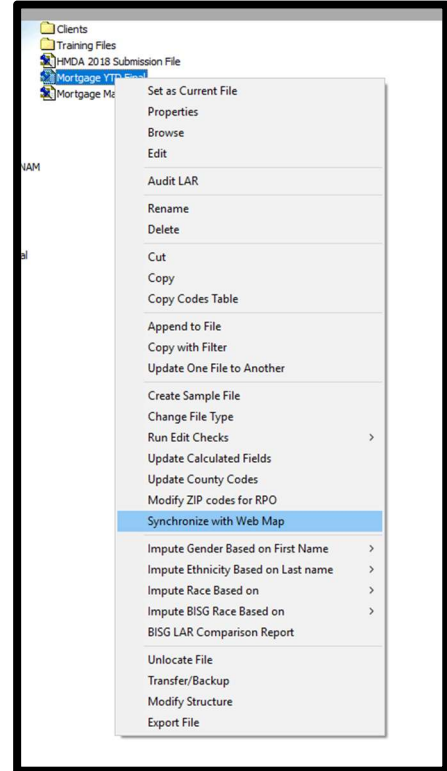 Clients
Training Files
HMDA 2018 Submission File
Mortgage YTD Final
Mortgage Ma
Set as Current File
Properties
Browse
Edit
NAM
Audit LAR
Rename
Delete
al
Cut
Copy
Copy Codes Table
Append to File
Copy with Filter
Update One File to Another
Create Sample File
Change File Type
Run Edit Checks >
Update Calculated Fields
Update County Codes
Modify ZIP codes for RPO
Synchronize with Web Map
Impute Gender Based on First Name >
Impute Ethnicity Based on Last name >
Impute Race Based on >
Impute BISG Race Based on >
BISG LAR Comparison Report
Unlocate File
Transfer/Backup
Modify Structure
Export File